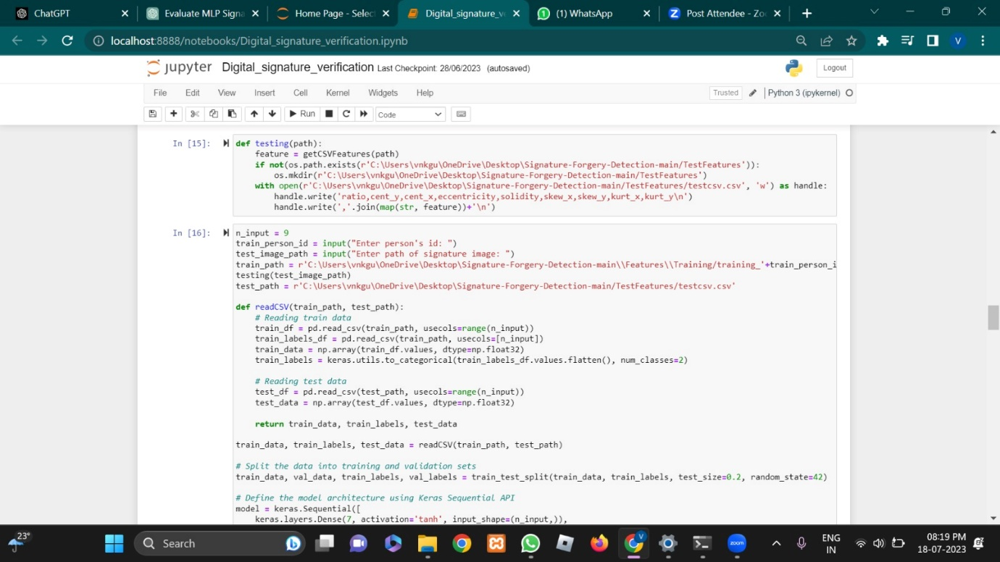 ChatGPT
Evaluate MLP Signa
Home Page - Selec
Digital_signature_v
(1) WhatsApp
Post Attendee - Zo
localhost:8888/notebooks/Digital_signature_verification.ipynb
V
jupyter Digital_signature_verification Last Checkpoint: 28/06/2023 (autosaved)
Logout
File Edit View Insert Cell Kernel Widgets Help
Trusted
Python 3 (ipykernel)
Run
Code
In [15]:
def testing(path):
    feature = getCSVFeatures(path)
    if not(os.path.exists(r'C:\Users\vnkgu\OneDrive\Desktop\Signature-Forgery-Detection-main/TestFeatures')):
        os.mkdir(r'C:\Users\vnkgu\OneDrive\Desktop\Signature-Forgery-Detection-main/TestFeatures')
    with open(r'C:\Users\vnkgu\OneDrive\Desktop\Signature-Forgery-Detection-main/TestFeatures/testcsv.csv', 'w') as handle:
        handle.write('ratio,cent_y,cent_x,eccentricity,solidity,skew_x,skew_y,kurt_x,kurt_y\n')
        handle.write(','.join(map(str, feature))+'\n')
In [16]:
n_input = 9
train_person_id = input("Enter person's id: ")
test_image_path = input("Enter path of signature image: ")
train_path = r'C:\Users\vnkgu\OneDrive\Desktop\Signature-Forgery-Detection-main\\Features\\Training/training_'+train_person_i
testing(test_image_path)
test_path = r'C:\Users\vnkgu\OneDrive\Desktop\Signature-Forgery-Detection-main/TestFeatures/testcsv.csv'
def readCSV(train_path, test_path):
    # Reading train data
    train_df = pd.read_csv(train_path, usecols=range(n_input))
    train_labels_df = pd.read_csv(train_path, usecols=[n_input])
    train_data = np.array(train_df.values, dtype=np.float32)
    train_labels = keras.utils.to_categorical(train_labels_df.values.flatten(), num_classes=2)
    # Reading test data
    test_df = pd.read_csv(test_path, usecols=range(n_input))
    test_data = np.array(test_df.values, dtype=np.float32)
    return train_data, train_labels, test_data
train_data, train_labels, test_data = readCSV(train_path, test_path)
# Split the data into training and validation sets
train_data, val_data, train_labels, val_labels = train_test_split(train_data, train_labels, test_size=0.2, random_state=42)
# Define the model architecture using Keras Sequential API
model = keras.Sequential([
    keras.layers.Dense(7, activation='tanh', input_shape=(n_input,)),
23°
Search
zoom
ENG
IN
08:19 PM
18-07-2023